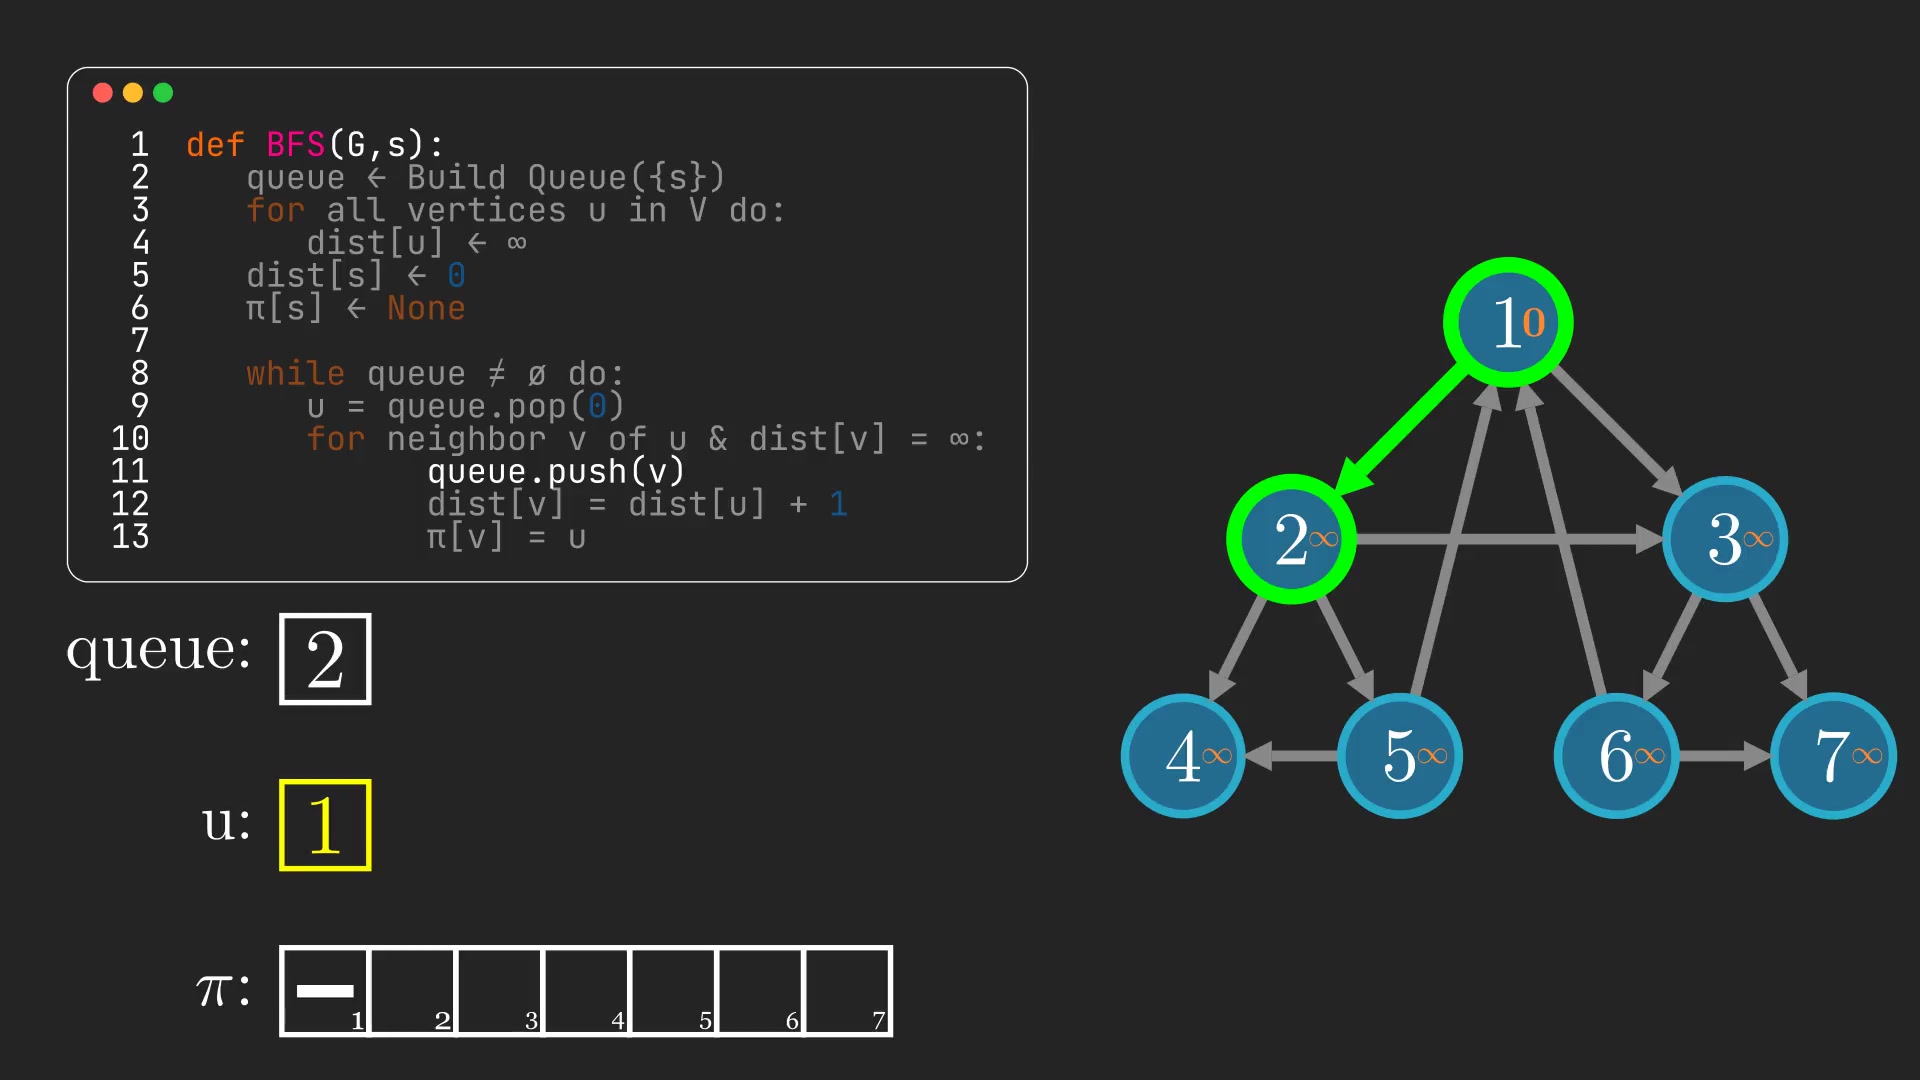 1 def BFS(G,s):
2 queue ← Build Queue({s})
3 for all vertices u in V do:
4 dist[u] ← ∞
5 dist[s] ← 0
6 π[s] ← None
7
8 while queue ≠ ø do:
9 u = queue.pop(0)
10 for neighbor v of u & dist[v] = ∞:
11 queue.push(v)
12 dist[v] = dist[u] + 1
13 π[v] = u
queue: 2
u: 1
π: — 1 2 3 4 5 6 7
1 0
2 ∞ 3 ∞
4 ∞ 5 ∞ 6 ∞ 7 ∞